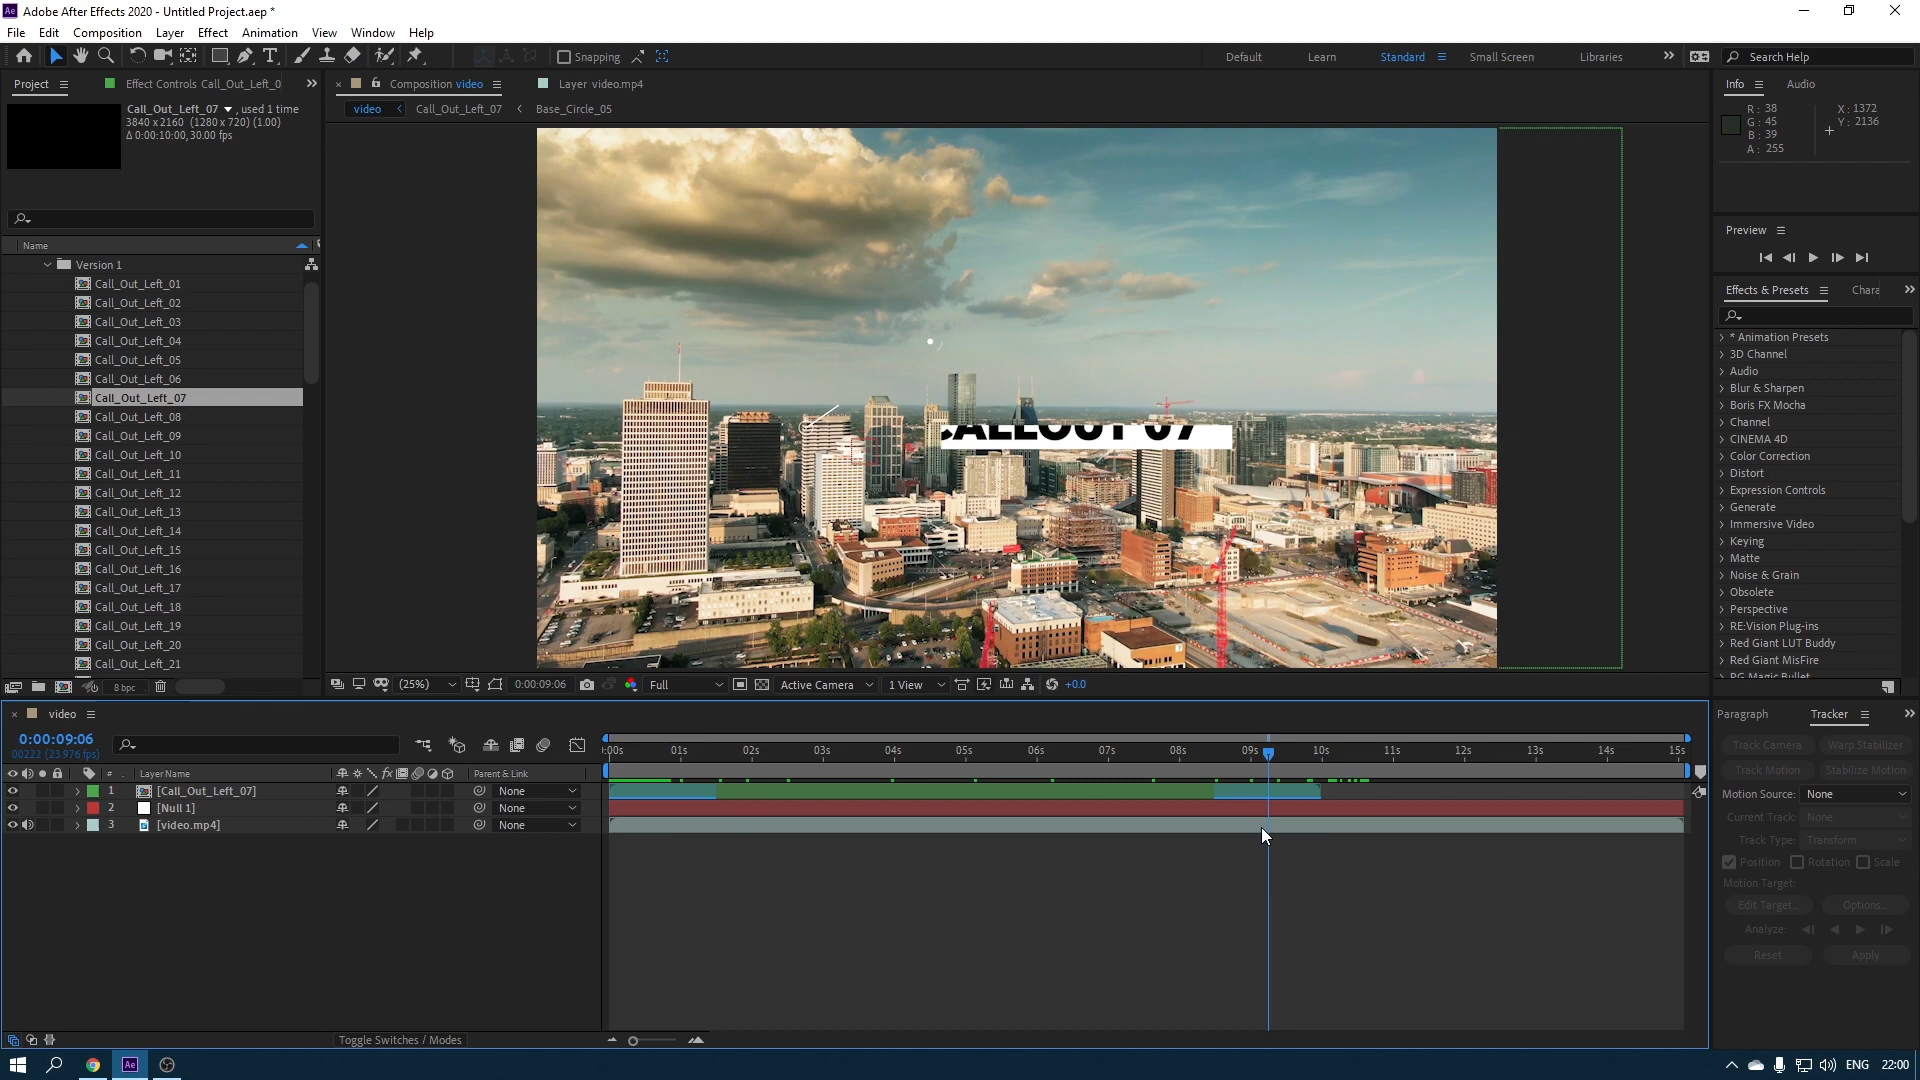 Adobe After Effects 2020 - Untitled Project.aep *
File Edit Composition Layer Effect Animation View Window Help
Snapping
Default Learn Standard Small Screen Libraries
Search Help
Project
Effect Controls Call_Out_Left_0
Call_Out_Left_07 , used 1 time
3840 x 2160 (1280 x 720) (1.00)
Δ 0:00:10:00, 30.00 fps
Name
Version 1
Call_Out_Left_01
Call_Out_Left_02
Call_Out_Left_03
Call_Out_Left_04
Call_Out_Left_05
Call_Out_Left_06
Call_Out_Left_07
Call_Out_Left_08
Call_Out_Left_09
Call_Out_Left_10
Call_Out_Left_11
Call_Out_Left_12
Call_Out_Left_13
Call_Out_Left_14
Call_Out_Left_15
Call_Out_Left_16
Call_Out_Left_17
Call_Out_Left_18
Call_Out_Left_19
Call_Out_Left_20
Call_Out_Left_21
8 bpc
Composition video
Layer video.mp4
video Call_Out_Left_07 Base_Circle_05
CALLOUT 07
(25%) 0:00:09:06 Full Active Camera 1 View +0.0
Info Audio
R: 38
G: 45
B: 39
A: 255
X: 1372
Y: 2136
Preview
Effects & Presets Chara
* Animation Presets
3D Channel
Audio
Blur & Sharpen
Boris FX Mocha
Channel
CINEMA 4D
Color Correction
Distort
Expression Controls
Generate
Immersive Video
Keying
Matte
Noise & Grain
Obsolete
Perspective
RE:Vision Plug-ins
Red Giant LUT Buddy
Red Giant MisFire
RG Magic Bullet
video
0:00:09:06
00222 (23.976 fps)
:00s 01s 02s 03s 04s 05s 06s 07s 08s 09s 10s 11s 12s 13s 14s 15s
# Layer Name fx Parent & Link
1 [Call_Out_Left_07] None
2 [Null 1] None
3 [video.mp4] None
Toggle Switches / Modes
Paragraph Tracker
Track Camera Warp Stabilizer
Track Motion Stabilize Motion
Motion Source: None
Current Track: None
Track Type: Transform
Position Rotation Scale
Motion Target:
Edit Target... Options...
Analyze:
Reset Apply
Ae
ENG 22:00